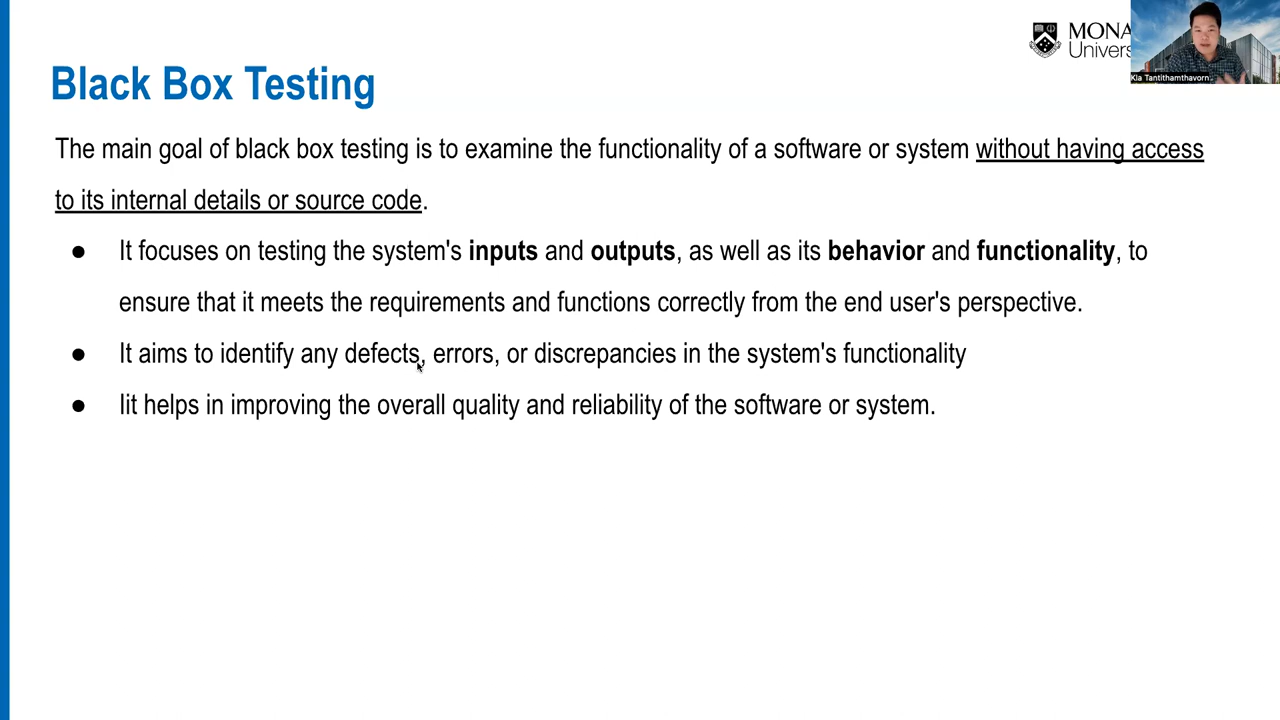 MONA
Univers
Kla Tantithamthavorn
Black Box Testing
The main goal of black box testing is to examine the functionality of a software or system without having access
to its internal details or source code.
● It focuses on testing the system's inputs and outputs, as well as its behavior and functionality, to
ensure that it meets the requirements and functions correctly from the end user's perspective.
● It aims to identify any defects, errors, or discrepancies in the system's functionality
● Iit helps in improving the overall quality and reliability of the software or system.